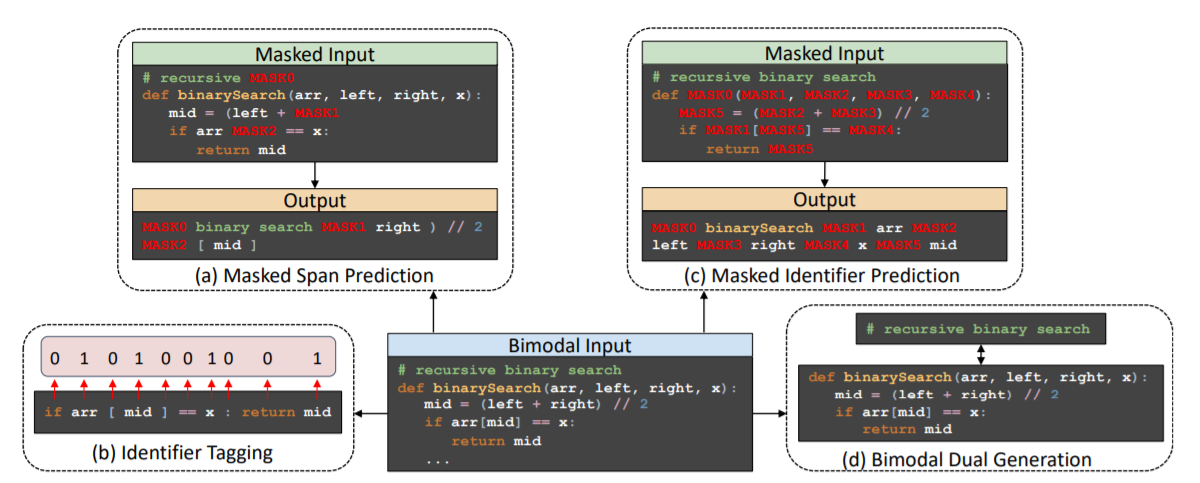 Masked Input
# recursive MASK0
def binarySearch(arr, left, right, x):
mid = (left + MASK1
if arr MASK2 == x:
return mid
Output
MASK0 binary search MASK1 right ) // 2
MASK2 [ mid ]
(a) Masked Span Prediction
Masked Input
# recursive binary search
def MASK0(MASK1, MASK2, MASK3, MASK4):
MASK5 = (MASK2 + MASK3) // 2
if MASK1[MASK5] == MASK4:
return MASK5
Output
MASK0 binarySearch MASK1 arr MASK2
left MASK3 right MASK4 x MASK5 mid
(c) Masked Identifier Prediction
0 1 0 1 0 0 1 0 0 1
if arr [ mid ] == x : return mid
(b) Identifier Tagging
Bimodal Input
# recursive binary search
def binarySearch(arr, left, right, x):
mid = (left + right) // 2
if arr[mid] == x:
return mid
...
# recursive binary search
def binarySearch(arr, left, right, x):
mid = (left + right) // 2
if arr[mid] == x:
return mid
(d) Bimodal Dual Generation